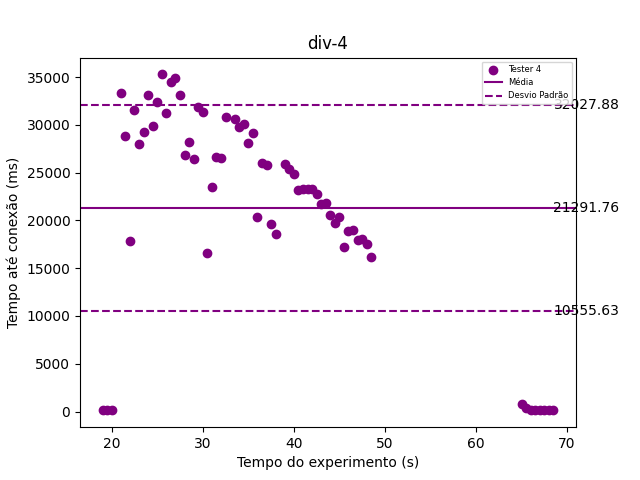 div-4
Tester 4
Média
Desvio Padrão
32027.88
21291.76
10555.63
35000
30000
25000
20000
15000
10000
5000
0
Tempo até conexão (ms)
20 30 40 50 60 70
Tempo do experimento (s)